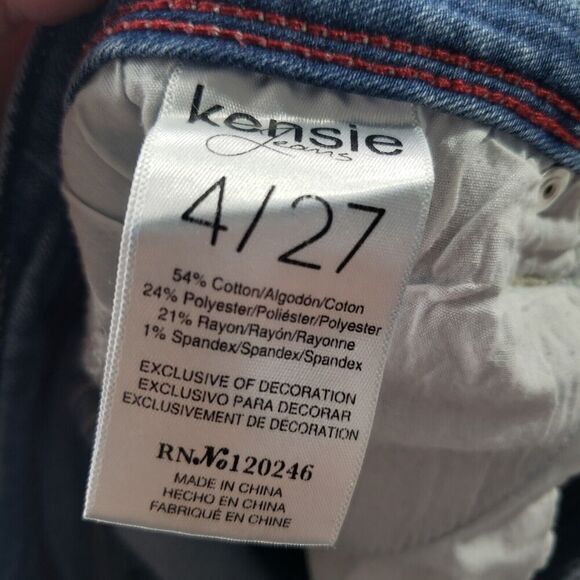 kensie
Jeans
4/27
54% Cotton/Algodón/Coton
24% Polyester/Poliéster/Polyester
21% Rayon/Rayón/Rayonne
1% Spandex/Spandex/Spandex
EXCLUSIVE OF DECORATION
EXCLUSIVO PARA DECORAR
EXCLUSIVEMENT DE DECORATION
RN No 120246
MADE IN CHINA
HECHO EN CHINA
FABRIQUÉ EN CHINE